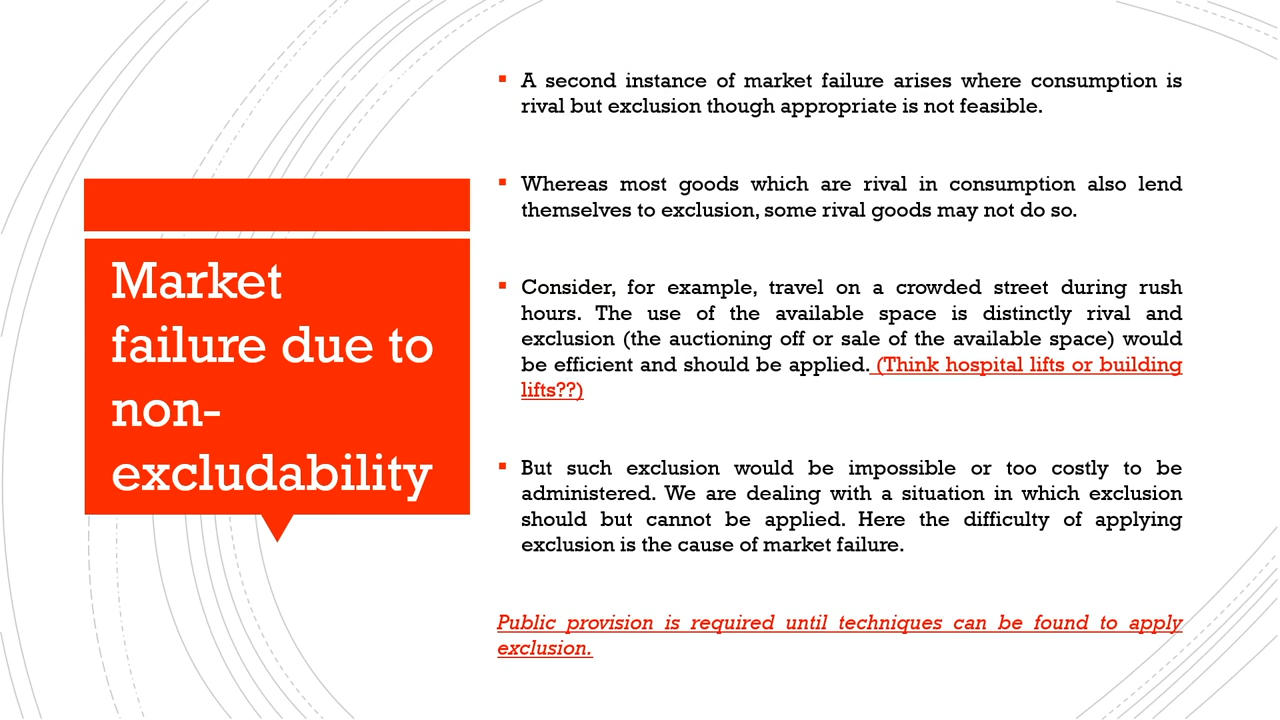 Market
failure due to
non-
excludability
▪ A second instance of market failure arises where consumption is
rival but exclusion though appropriate is not feasible.
▪ Whereas most goods which are rival in consumption also lend
themselves to exclusion, some rival goods may not do so.
▪ Consider, for example, travel on a crowded street during rush
hours. The use of the available space is distinctly rival and
exclusion (the auctioning off or sale of the available space) would
be efficient and should be applied. (Think hospital lifts or building
lifts??)
▪ But such exclusion would be impossible or too costly to be
administered. We are dealing with a situation in which exclusion
should but cannot be applied. Here the difficulty of applying
exclusion is the cause of market failure.
Public provision is required until techniques can be found to apply
exclusion.